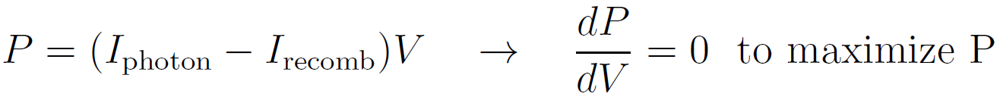 P = (I_photon − I_recomb)V → dP/dV = 0 to maximize P